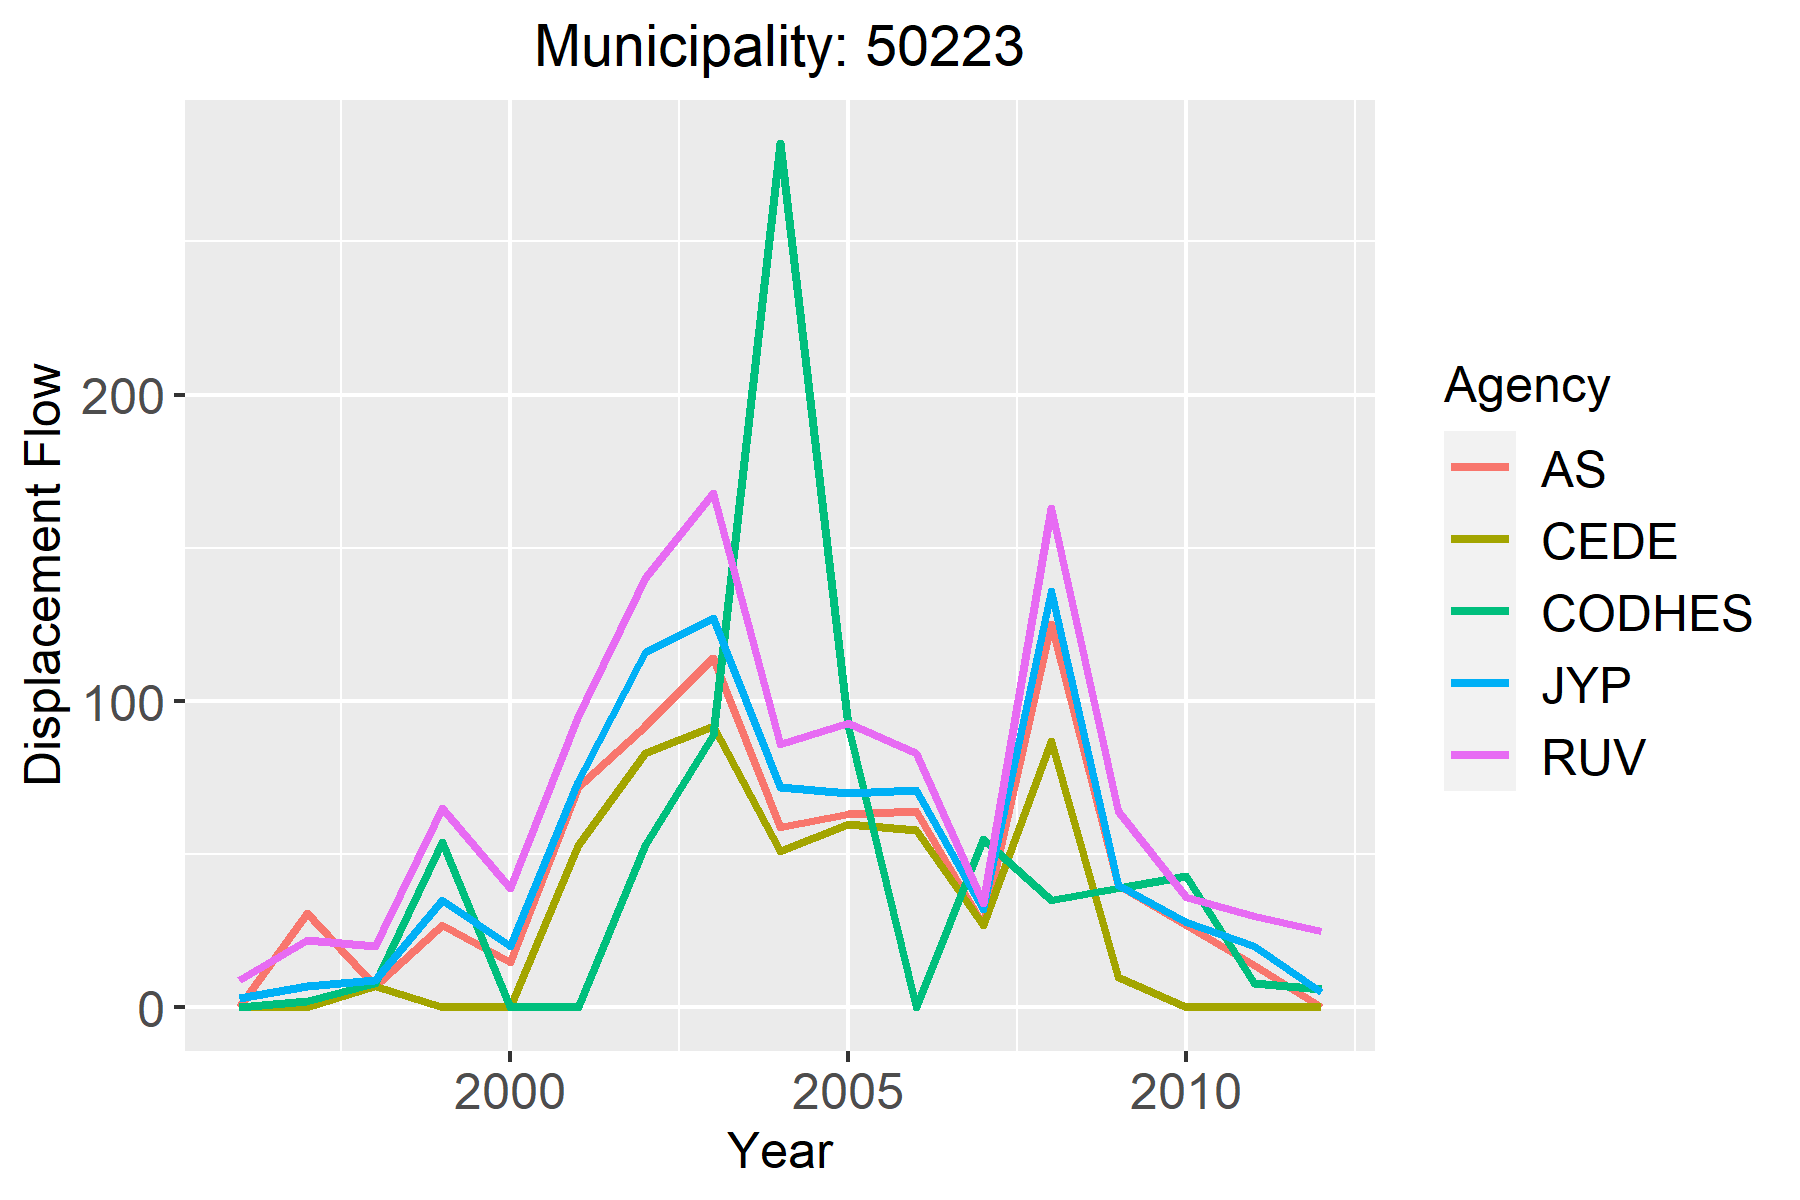 Municipality: 50223
Displacement Flow
200
100
0
2000
2005
2010
Year
Agency
AS
CEDE
CODHES
JYP
RUV